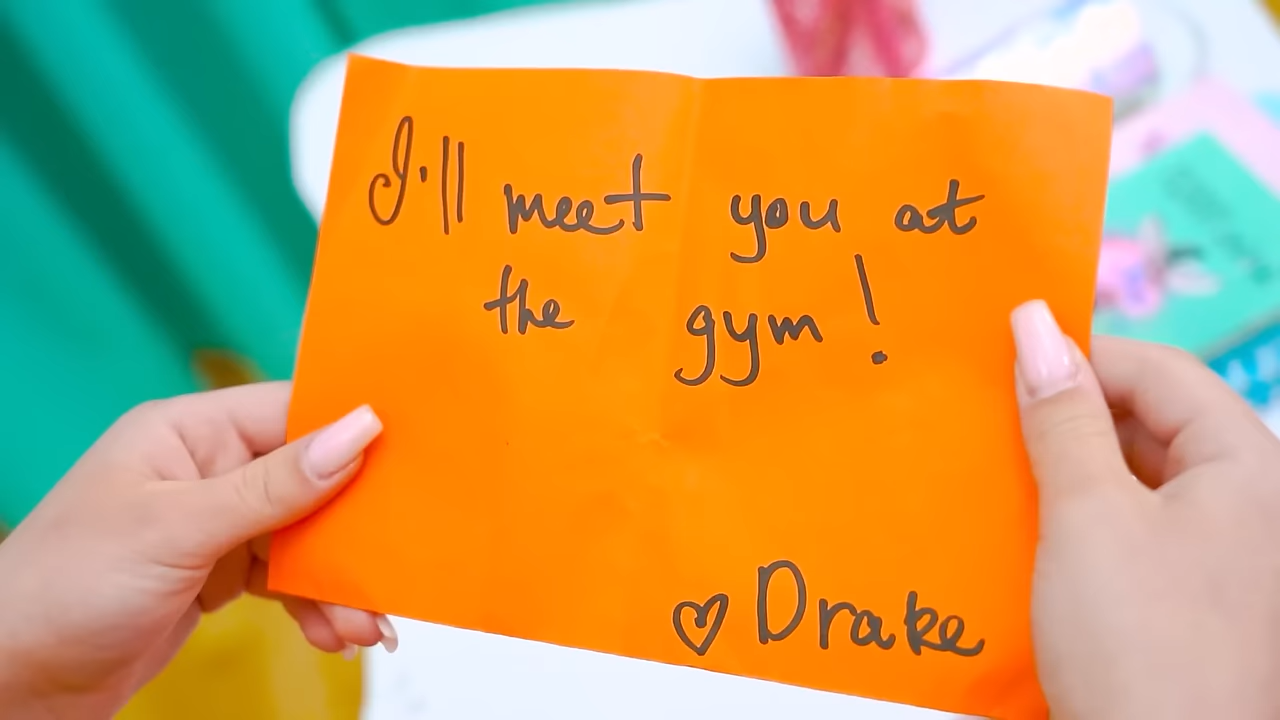 I'll meet you at
the gym!
♡ Drake